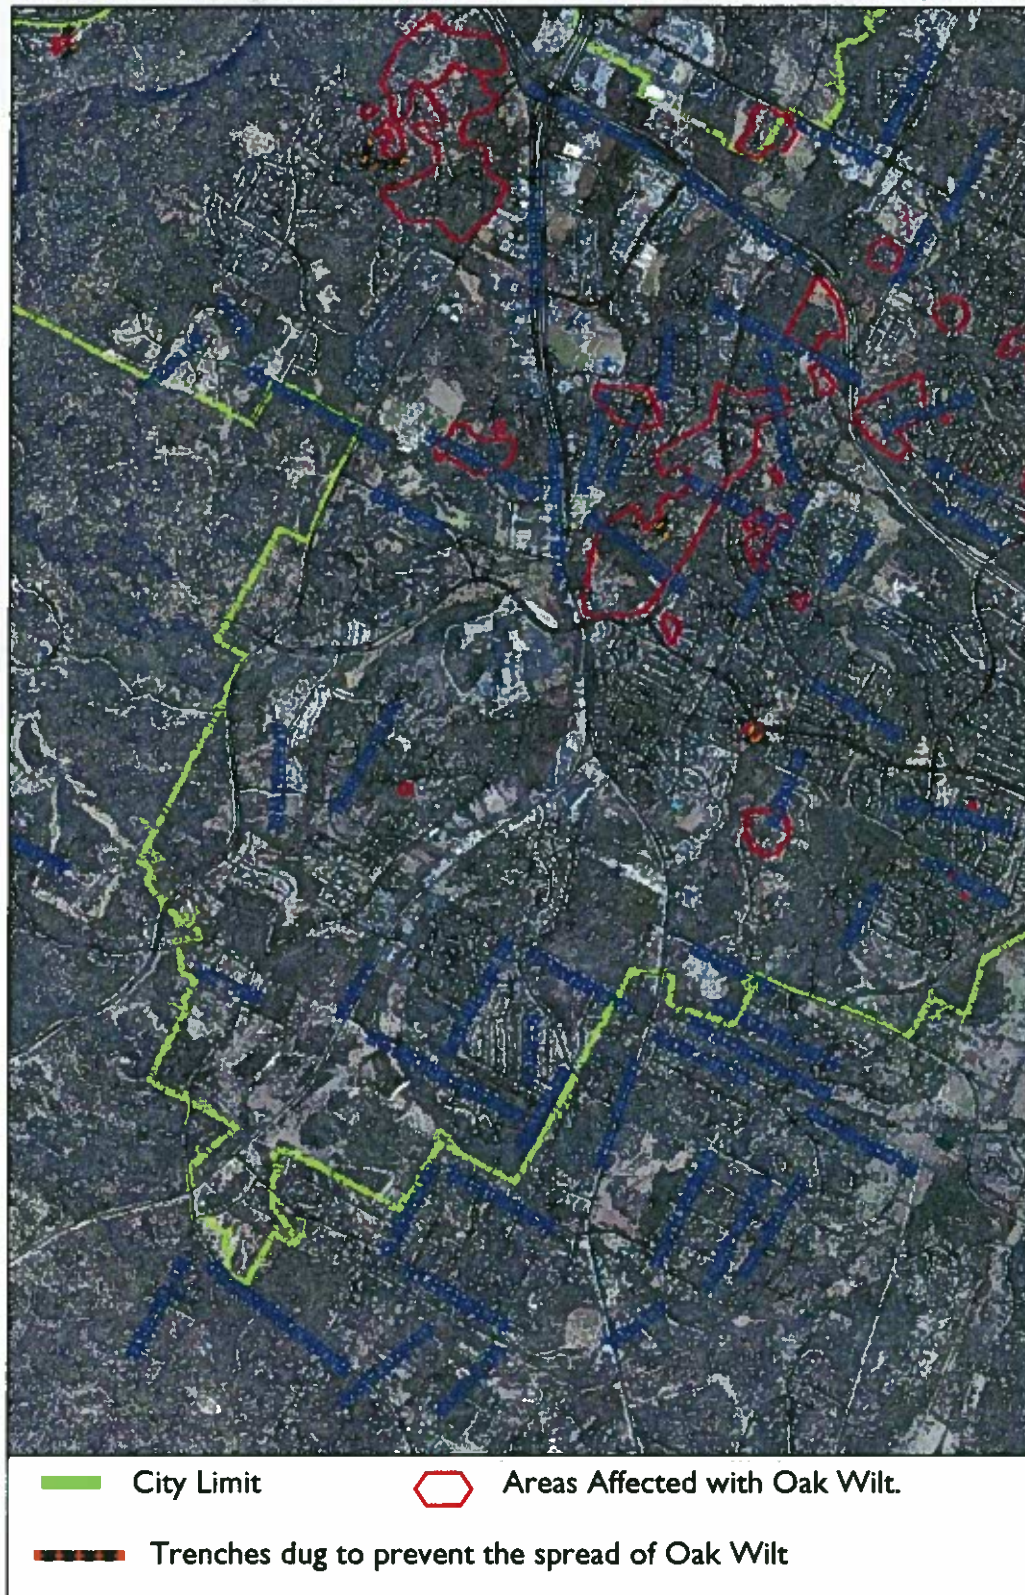 City Limit
Areas Affected with Oak Wilt.
Trenches dug to prevent the spread of Oak Wilt